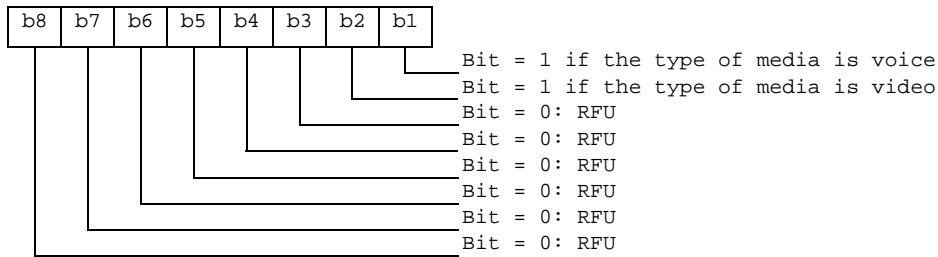 b8 b7 b6 b5 b4 b3 b2 b1
Bit = 1 if the type of media is voice
Bit = 1 if the type of media is video
Bit = 0: RFU
Bit = 0: RFU
Bit = 0: RFU
Bit = 0: RFU
Bit = 0: RFU
Bit = 0: RFU